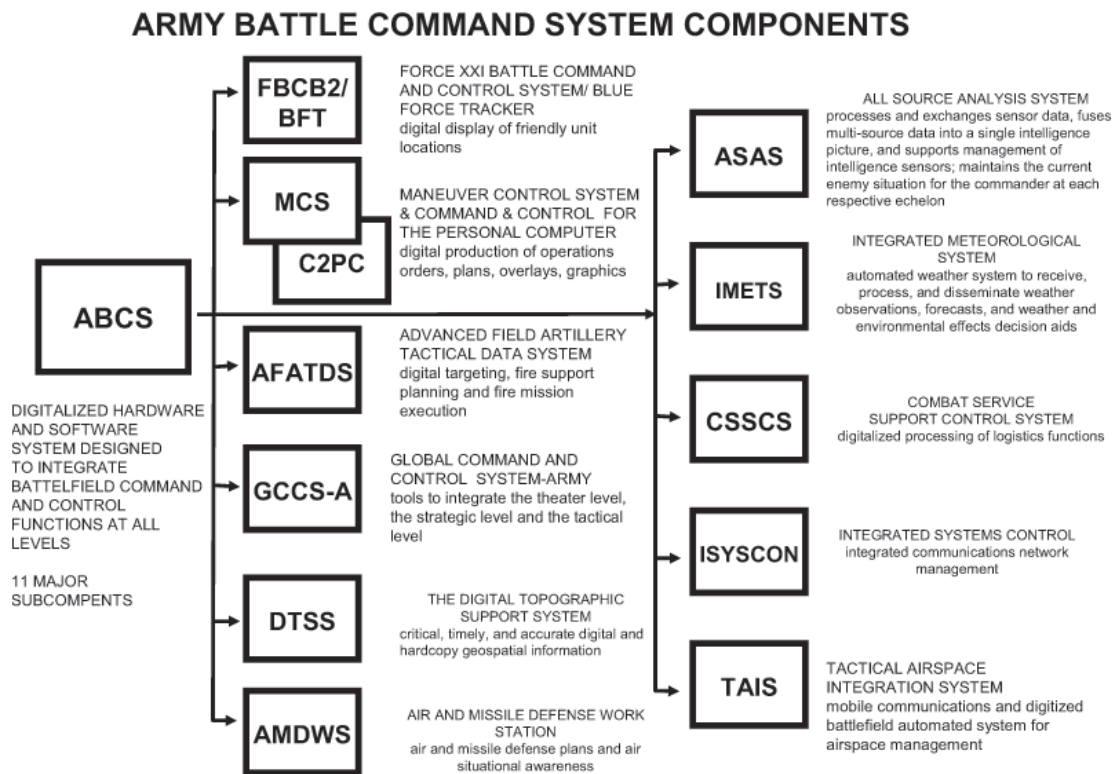 ARMY BATTLE COMMAND SYSTEM COMPONENTS
ABCS
DIGITALIZED HARDWARE
AND SOFTWARE
SYSTEM DESIGNED
TO INTEGRATE
BATTELFIELD COMMAND
AND CONTROL
FUNCTIONS AT ALL
LEVELS
11 MAJOR
SUBCOMPENTS
FBCB2/
BFT
FORCE XXI BATTLE COMMAND
AND CONTROL SYSTEM/ BLUE
FORCE TRACKER
digital display of friendly unit
locations
MCS
C2PC
MANEUVER CONTROL SYSTEM
& COMMAND & CONTROL FOR
THE PERSONAL COMPUTER
digital production of operations
orders, plans, overlays, graphics
AFATDS
ADVANCED FIELD ARTILLERY
TACTICAL DATA SYSTEM
digital targeting, fire support
planning and fire mission
execution
GCCS-A
GLOBAL COMMAND AND
CONTROL SYSTEM-ARMY
tools to integrate the theater level,
the strategic level and the tactical
level
DTSS
THE DIGITAL TOPOGRAPHIC
SUPPORT SYSTEM
critical, timely, and accurate digital and
hardcopy geospatial information
AMDWS
AIR AND MISSILE DEFENSE WORK
STATION
air and missile defense plans and air
situational awareness
ASAS
ALL SOURCE ANALYSIS SYSTEM
processes and exchanges sensor data, fuses
multi-source data into a single intelligence
picture, and supports management of
intelligence sensors; maintains the current
enemy situation for the commander at each
respective echelon
IMETS
INTEGRATED METEOROLOGICAL
SYSTEM
automated weather system to receive,
process, and disseminate weather
observations, forecasts, and weather and
environmental effects decision aids
CSSCS
COMBAT SERVICE
SUPPORT CONTROL SYSTEM
digitalized processing of logistics functions
ISYSCON
INTEGRATED SYSTEMS CONTROL
integrated communications network
management
TAIS
TACTICAL AIRSPACE
INTEGRATION SYSTEM
mobile communications and digitized
battlefield automated system for
airspace management